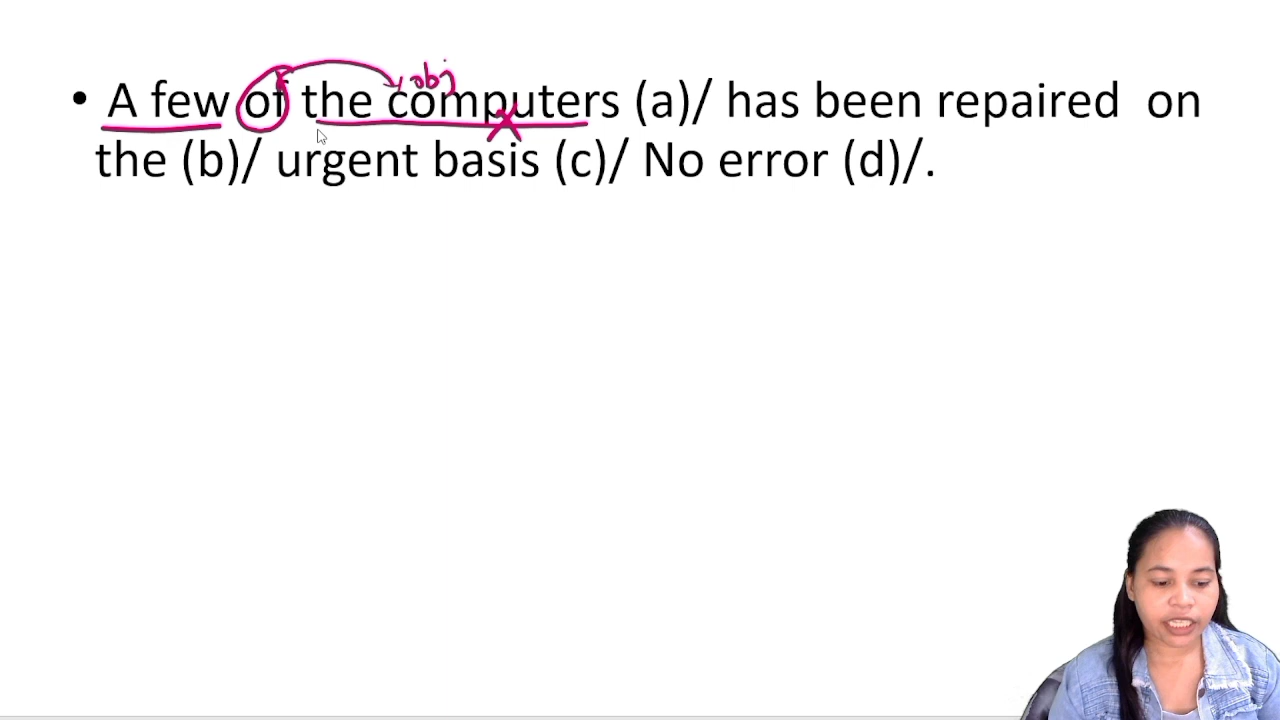 obj
• A few of the computers (a)/ has been repaired on
the (b)/ urgent basis (c)/ No error (d)/.